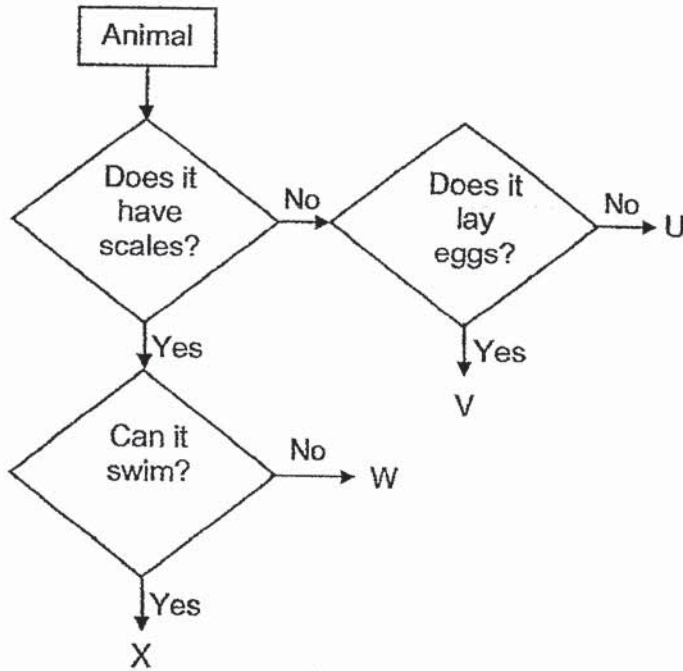 Animal
Does it
have
scales?
No
Does it
lay
eggs?
No
U
Yes
Yes
V
Can it
swim?
No
W
Yes
X